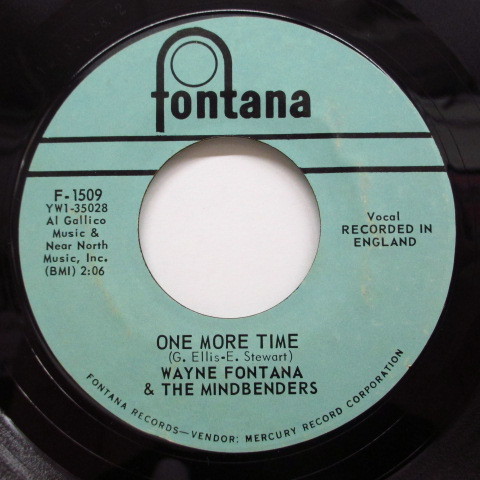 fontana
F-1509
YW1-35028
Al Gallico
Music &
Near North
Music, Inc.
(BMI) 2:06
Vocal
RECORDED IN
ENGLAND
ONE MORE TIME
(G. Ellis-E. Stewart)
WAYNE FONTANA
& THE MINDBENDERS
FONTANA RECORDS—VENDOR: MERCURY RECORD CORPORATION